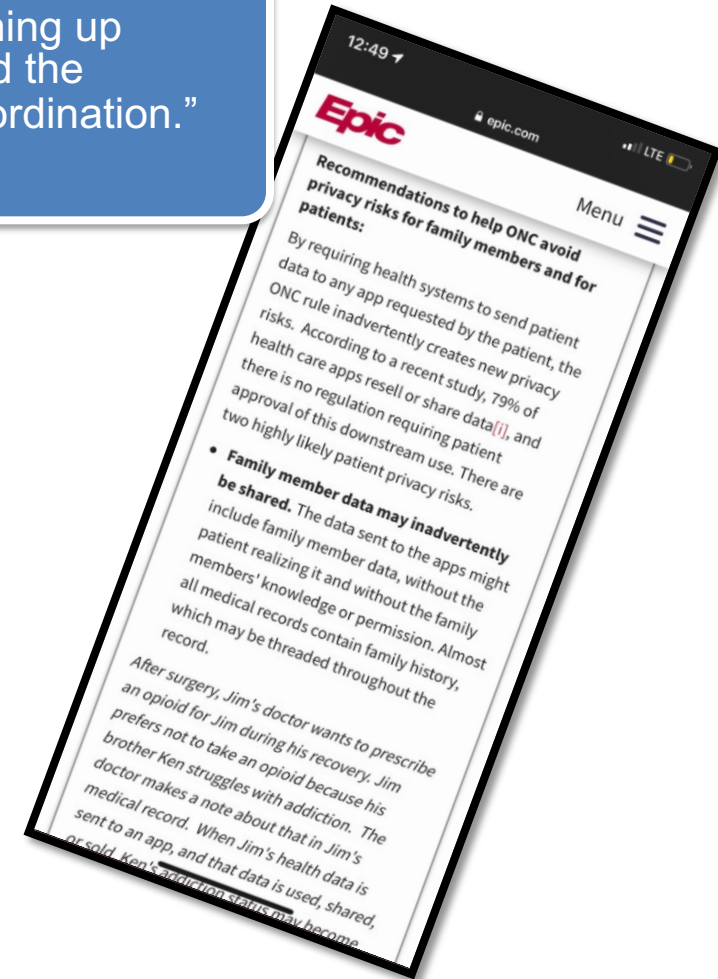 ning up
d the
ordination.”
12:49
epic.com
LTE
Epic
Menu
Recommendations to help ONC avoid
privacy risks for family members and for
patients:
By requiring health systems to send patient
data to any app requested by the patient, the
ONC rule inadvertently creates new privacy
risks. According to a recent study, 79% of
health care apps resell or share data[i], and
there is no regulation requiring patient
approval of this downstream use. There are
two highly likely patient privacy risks.
• Family member data may inadvertently
be shared. The data sent to the apps might
include family member data, without the
patient realizing it and without the family
members' knowledge or permission. Almost
all medical records contain family history,
which may be threaded throughout the
record.
After surgery, Jim's doctor wants to prescribe
an opioid for Jim during his recovery. Jim
prefers not to take an opioid because his
brother Ken struggles with addiction. The
doctor makes a note about that in Jim's
medical record. When Jim's health data is
sent to an app, and that data is used, shared,
or sold, Ken's addiction status may become